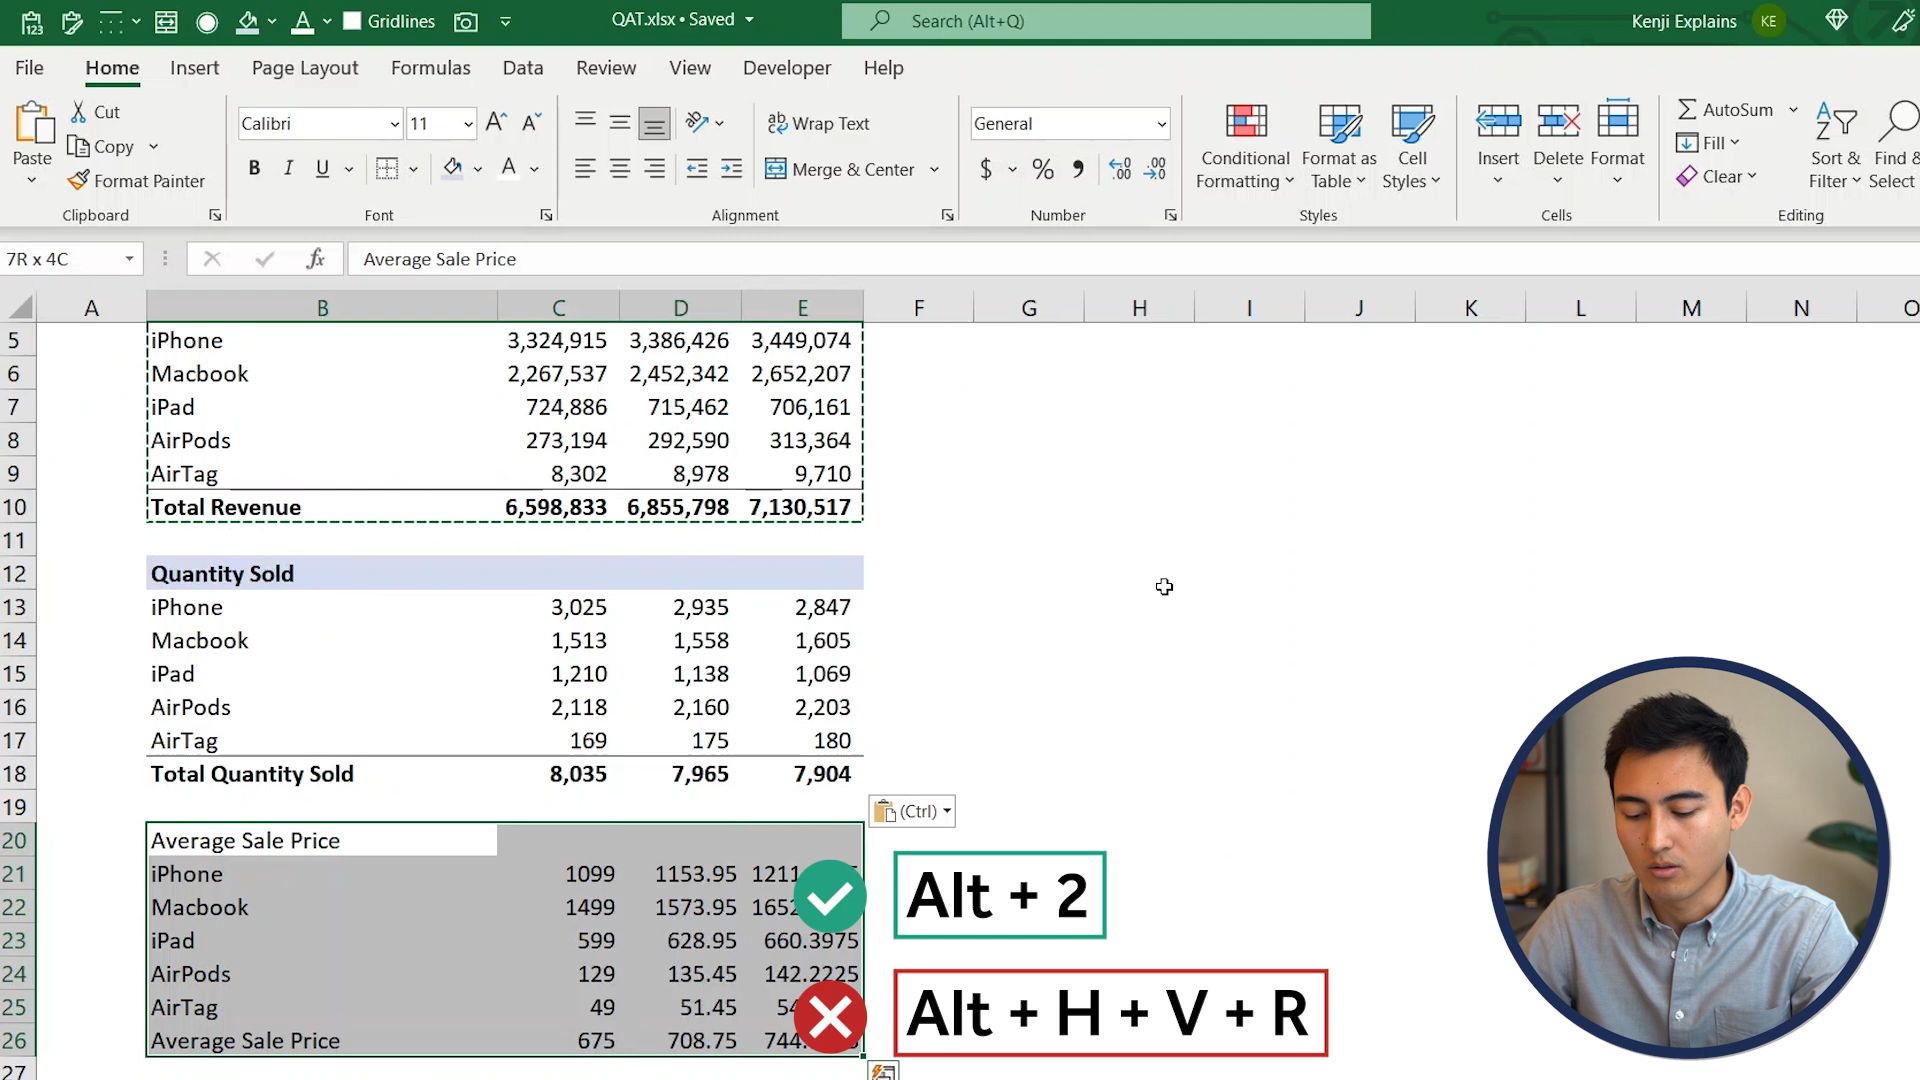 Gridlines
QAT.xlsx • Saved
Search (Alt+Q)
Kenji Explains
KE
File Home Insert Page Layout Formulas Data Review View Developer Help
Paste
Cut
Copy
Format Painter
Clipboard
Calibri
11
B I U
Font
Wrap Text
Merge & Center
Alignment
General
$ % 9
Number
Conditional Formatting
Format as Table
Cell Styles
Styles
Insert
Delete
Format
Cells
AutoSum
Fill
Clear
Sort & Filter
Find & Select
Editing
7R x 4C
fx
Average Sale Price
A B C D E F G H I J K L M N O
5 iPhone 3,324,915 3,386,426 3,449,074
6 Macbook 2,267,537 2,452,342 2,652,207
7 iPad 724,886 715,462 706,161
8 AirPods 273,194 292,590 313,364
9 AirTag 8,302 8,978 9,710
10 Total Revenue 6,598,833 6,855,798 7,130,517
11
12 Quantity Sold
13 iPhone 3,025 2,935 2,847
14 Macbook 1,513 1,558 1,605
15 iPad 1,210 1,138 1,069
16 AirPods 2,118 2,160 2,203
17 AirTag 169 175 180
18 Total Quantity Sold 8,035 7,965 7,904
19
(Ctrl)
20 Average Sale Price
21 iPhone 1099 1153.95
22 Macbook 1499 1573.95
23 iPad 599 628.95 660.3975
24 AirPods 129 135.45 142.2225
25 AirTag 49 51.45
26 Average Sale Price 675 708.75
27
Alt + 2
Alt + H + V + R